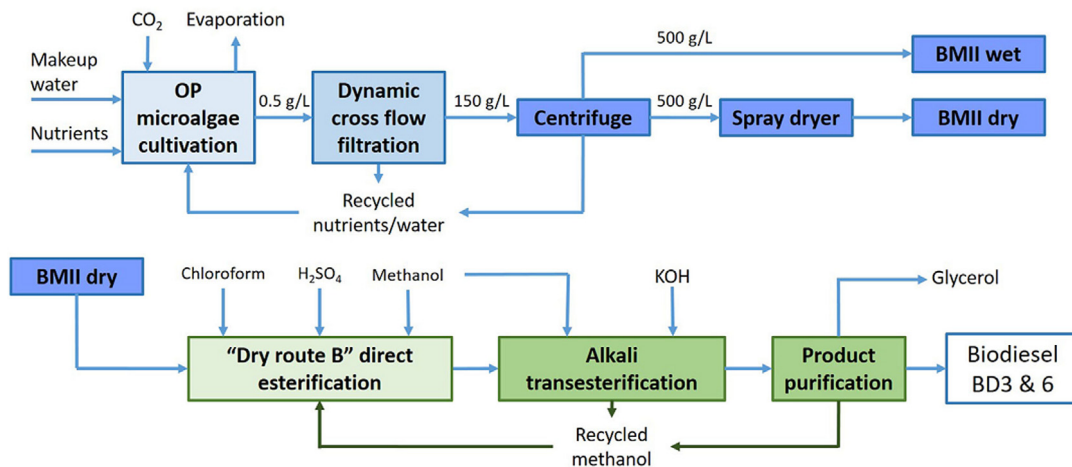 CO₂
Evaporation
Makeup
water
Nutrients
OP
microalgae
cultivation
0.5 g/L
Dynamic
cross flow
filtration
150 g/L
Centrifuge
500 g/L
BMII wet
500 g/L
Spray dryer
BMII dry
Recycled
nutrients/water
BMII dry
Chloroform
H₂SO₄
Methanol
KOH
Glycerol
“Dry route B” direct
esterification
Alkali
transesterification
Product
purification
Biodiesel
BD3 & 6
Recycled
methanol